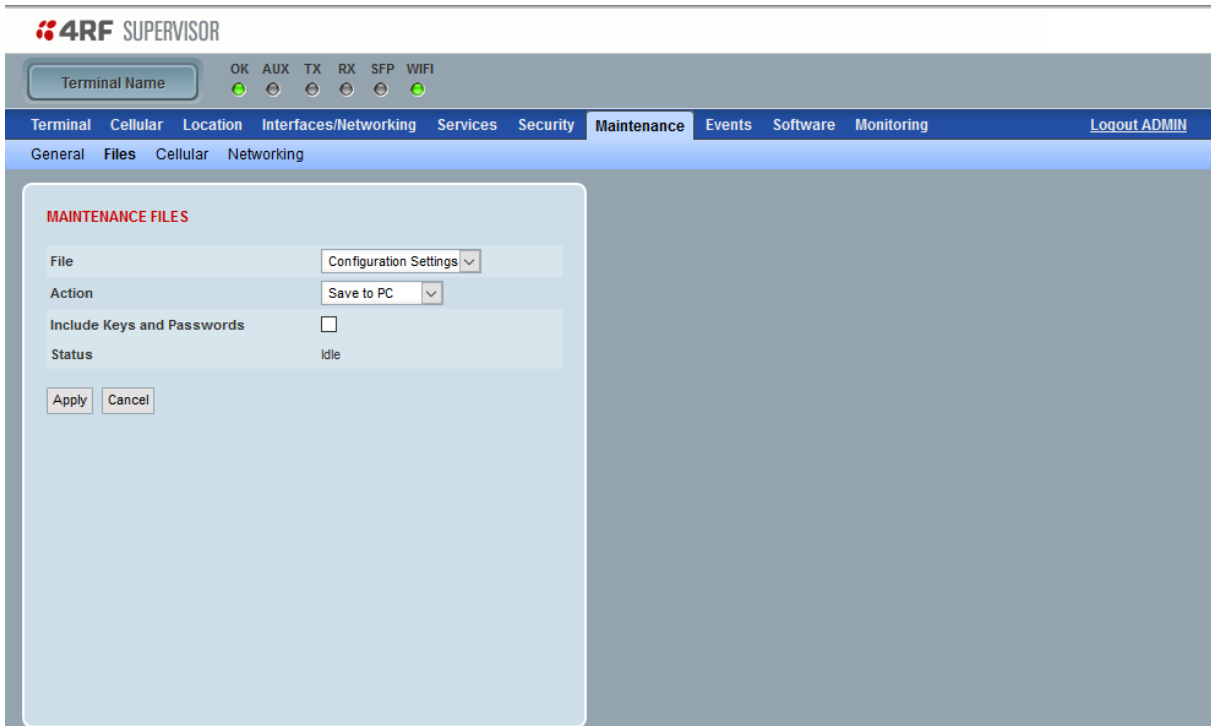 4RF SUPERVISOR
Terminal Name
OK AUX TX RX SFP WIFI
Terminal Cellular Location Interfaces/Networking Services Security Maintenance Events Software Monitoring Logout ADMIN
General Files Cellular Networking
MAINTENANCE FILES
File Configuration Settings
Action Save to PC
Include Keys and Passwords
Status Idle
Apply Cancel